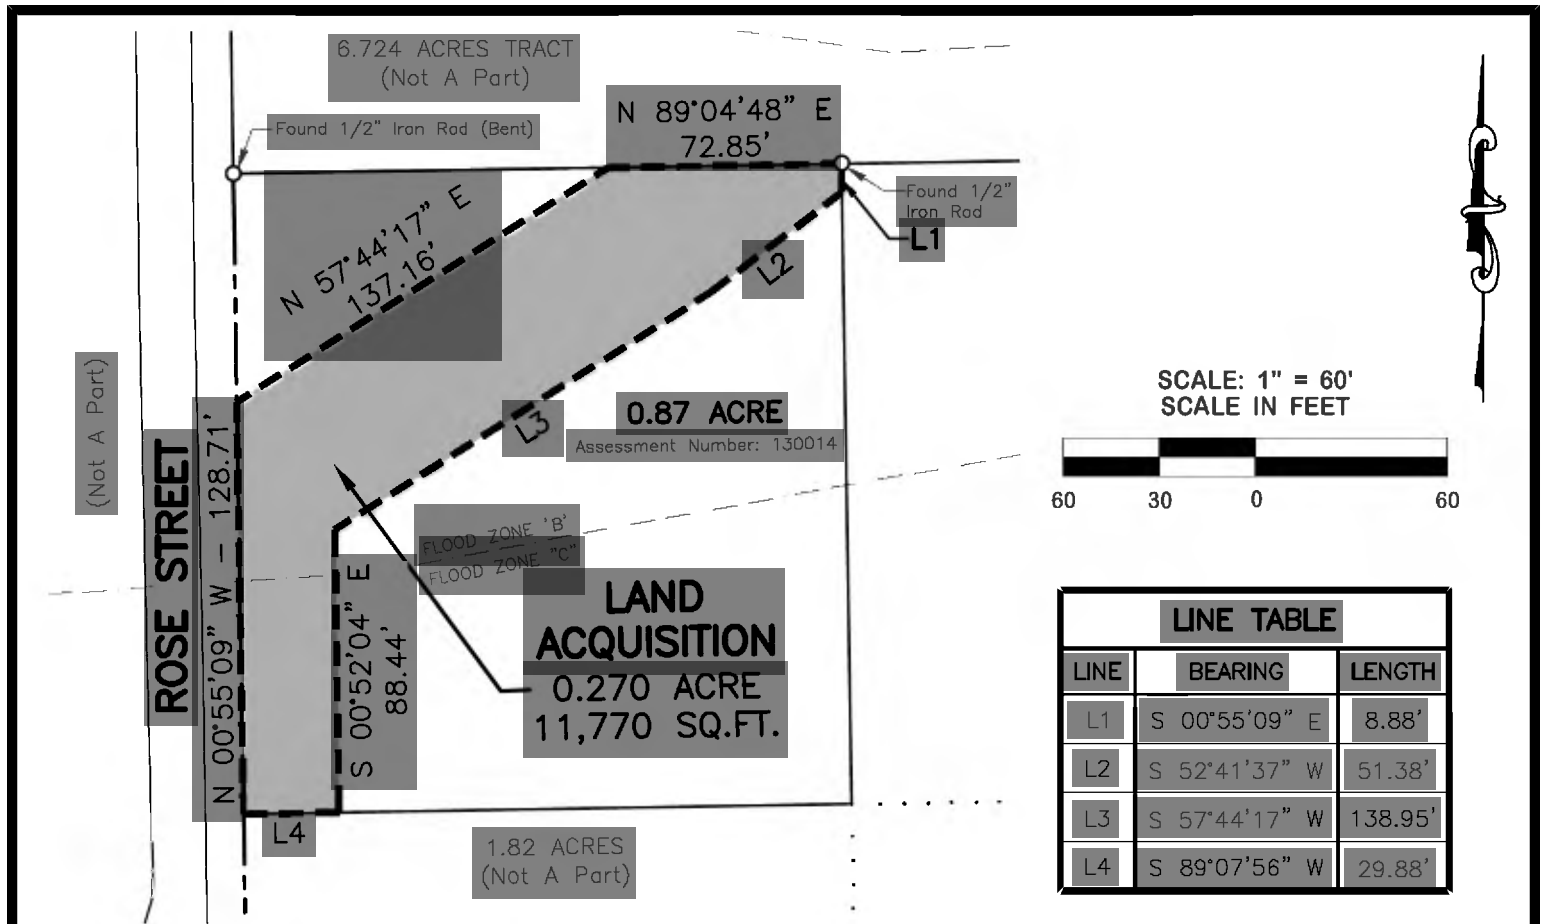 6.724 ACRES TRACT
(Not A Part)
Found 1/2" Iron Rod (Bent)
N 89°04'48" E
72.85'
Found 1/2"
Iron Rod
L1
N 57°44'17" E
137.16'
L2
L3
(Not A Part)
ROSE STREET
N 00°55'09" W – 128.71'
0.87 ACRE
Assessment Number: 130014
FLOOD ZONE 'B'
FLOOD ZONE "C"
S 00°52'04" E
88.44'
LAND
ACQUISITION
0.270 ACRE
11,770 SQ.FT.
L4
1.82 ACRES
(Not A Part)
SCALE: 1" = 60'
SCALE IN FEET
60 30 0 60
LINE TABLE
LINE BEARING LENGTH
L1 S 00°55'09" E 8.88'
L2 S 52°41'37" W 51.38'
L3 S 57°44'17" W 138.95'
L4 S 89°07'56" W 29.88'